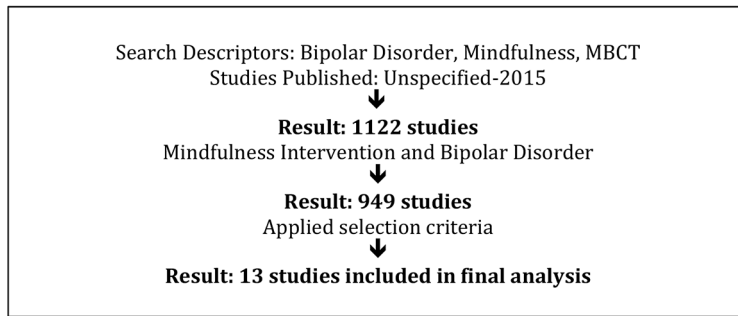 Search Descriptors: Bipolar Disorder, Mindfulness, MBCT
Studies Published: Unspecified-2015
Result: 1122 studies
Mindfulness Intervention and Bipolar Disorder
Result: 949 studies
Applied selection criteria
Result: 13 studies included in final analysis